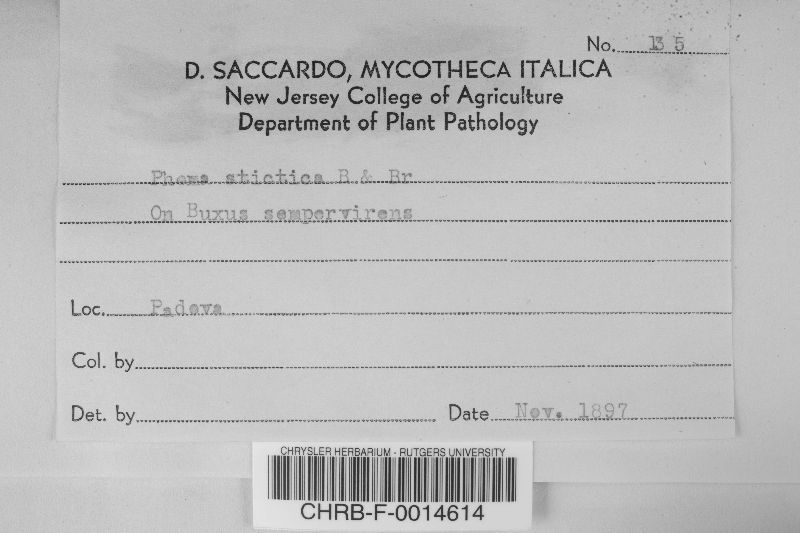 No. 135
D. SACCARDO, MYCOTHECA ITALICA
New Jersey College of Agriculture
Department of Plant Pathology
Phoma stictica B & Br
On Buxus sempervirens
Loc. Padova
Col. by
Det. by
Date Nov. 1897
CHRYSLER HERBARIUM - RUTGERS UNIVERSITY
CHRB-F-0014614